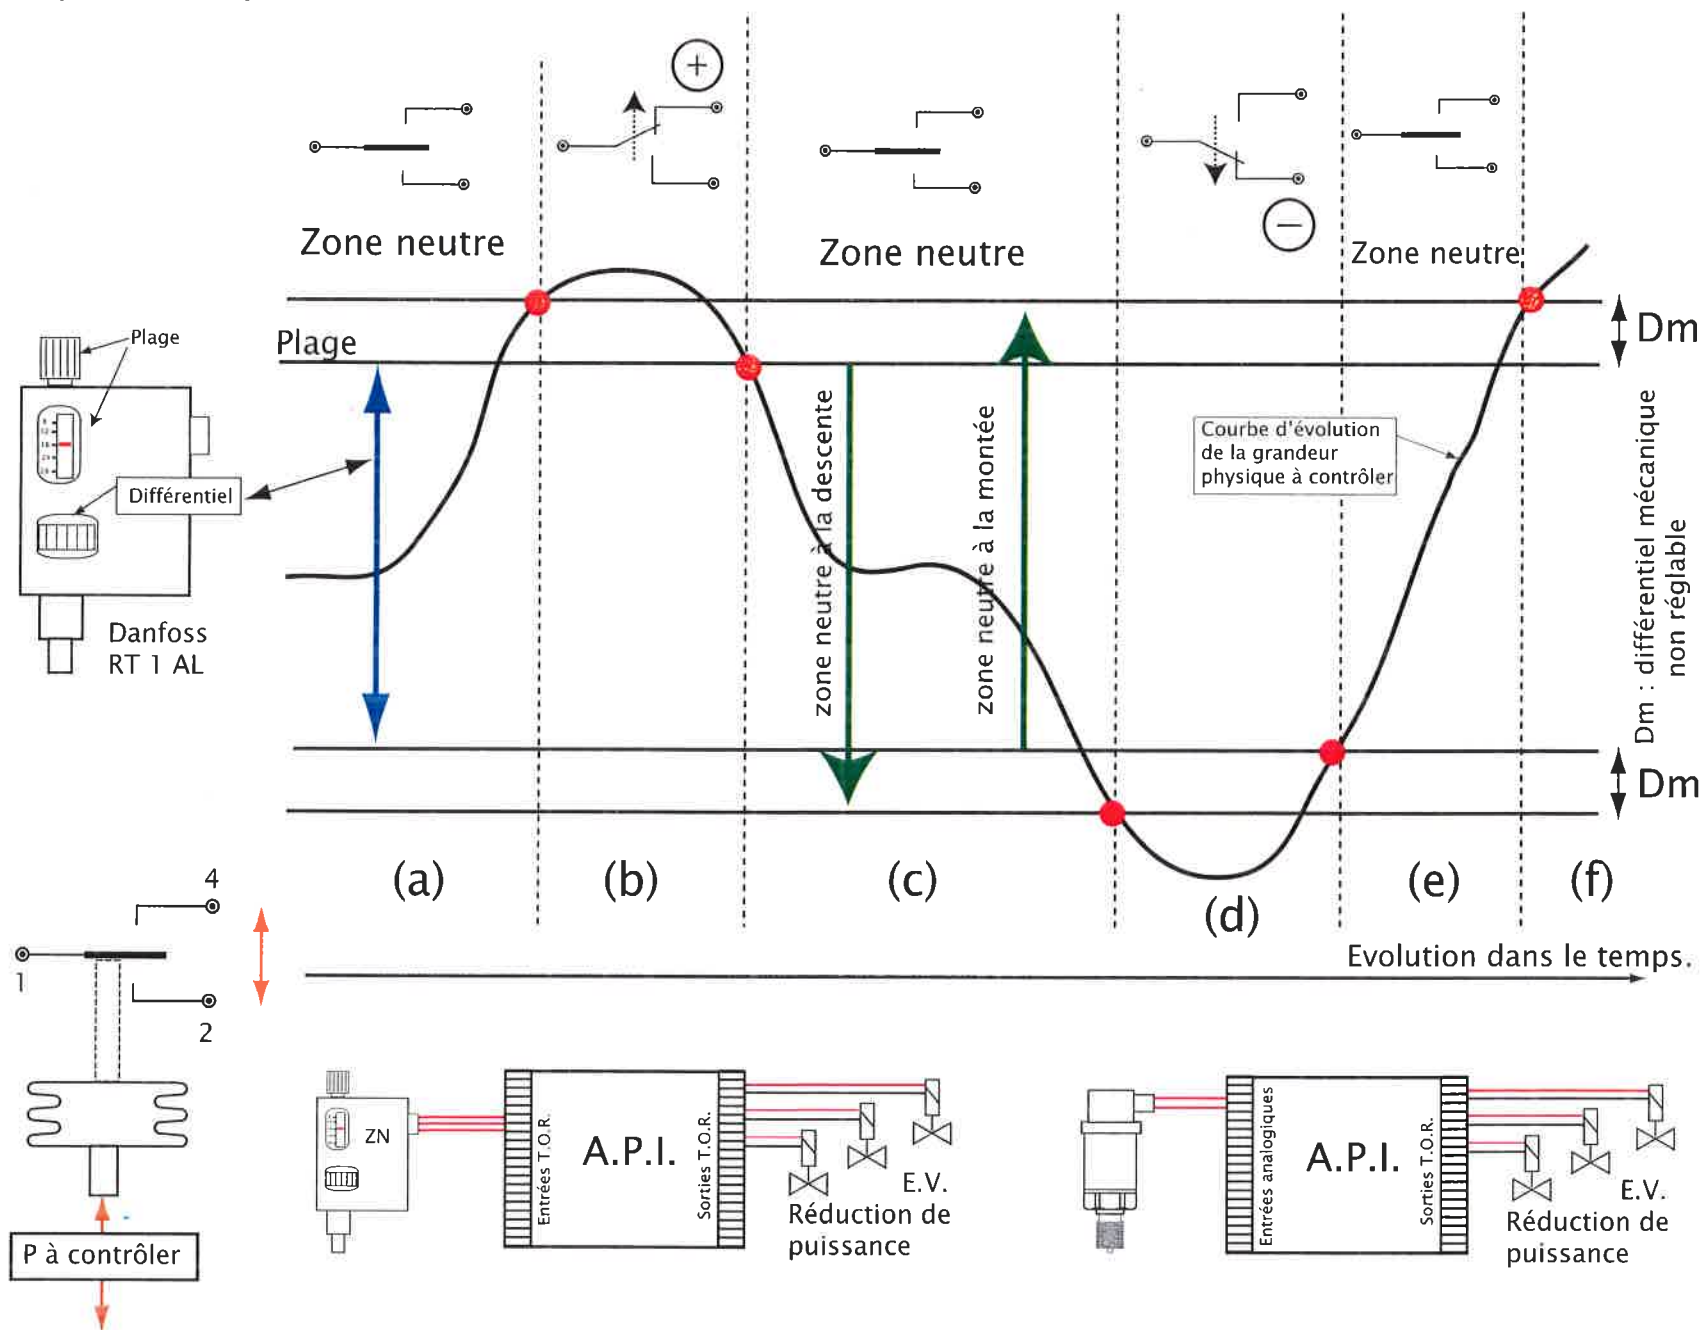 Zone neutre
Zone neutre
Zone neutre
+
−
Plage
Plage
Dm
Différentiel
Courbe d'évolution
de la grandeur
physique à contrôler
zone neutre à la descente
zone neutre à la montée
Dm : différentiel mécanique
non réglable
Danfoss
RT 1 AL
Dm
(a)
(b)
(c)
(d)
(e)
(f)
4
1
2
Evolution dans le temps.
ZN
Entrées T.O.R.
A.P.I.
Sorties T.O.R.
E.V.
Réduction de
puissance
Entrées analogiques
A.P.I.
Sorties T.O.R.
E.V.
Réduction de
puissance
P à contrôler